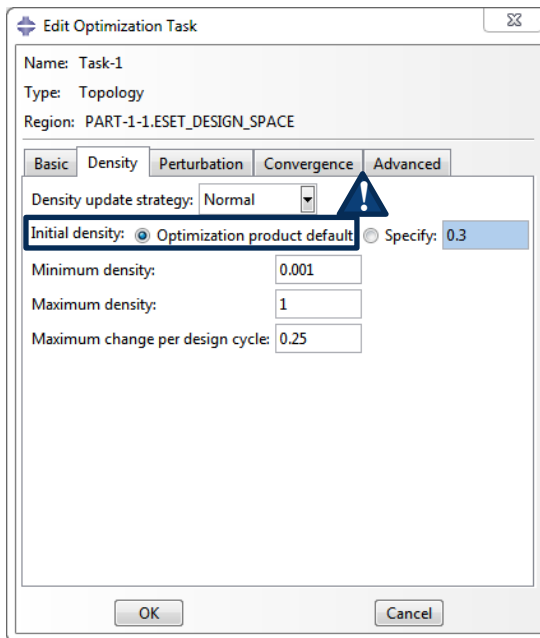 Edit Optimization Task
Name: Task-1
Type: Topology
Region: PART-1-1.ESET_DESIGN_SPACE
Basic Density Perturbation Convergence Advanced
Density update strategy: Normal
Initial density: Optimization product default Specify: 0.3
Minimum density: 0.001
Maximum density: 1
Maximum change per design cycle: 0.25
OK Cancel